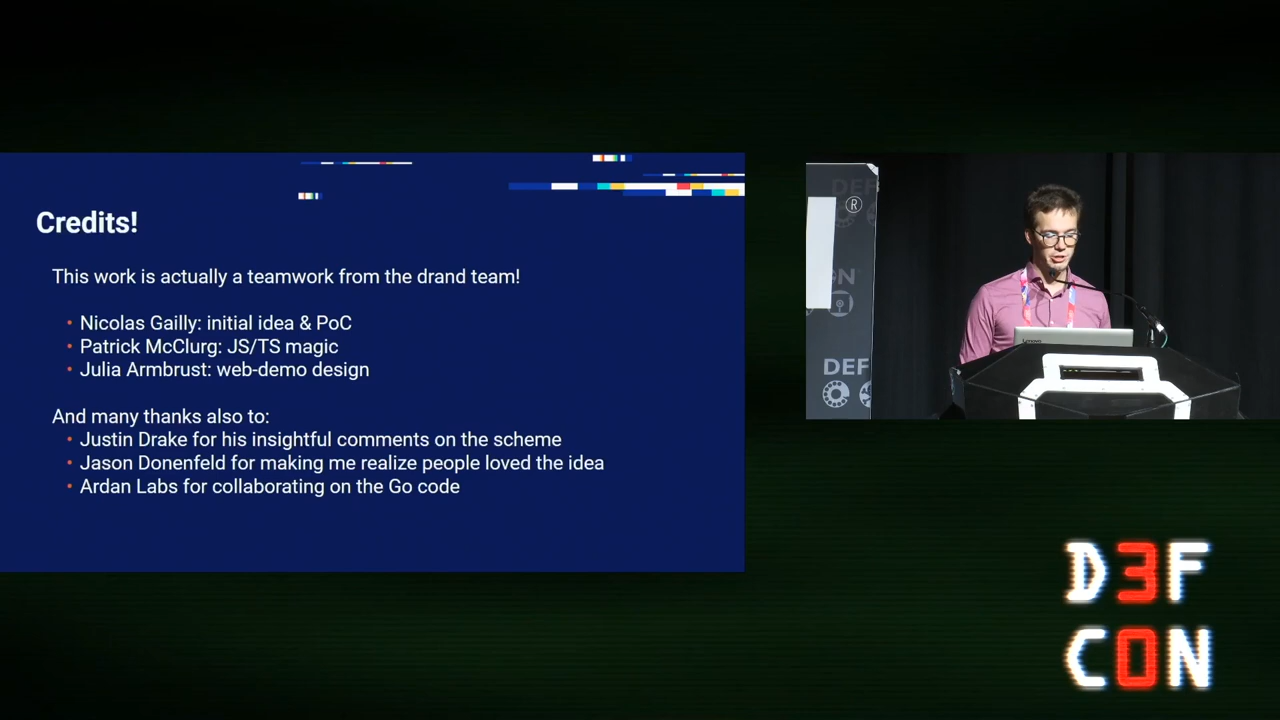 Credits!
This work is actually a teamwork from the drand team!
• Nicolas Gailly: initial idea & PoC
• Patrick McClurg: JS/TS magic
• Julia Armbrust: web-demo design
And many thanks also to:
• Justin Drake for his insightful comments on the scheme
• Jason Donenfeld for making me realize people loved the idea
• Ardan Labs for collaborating on the Go code
DEF
®
DEF
Lenovo
D3F
C0N